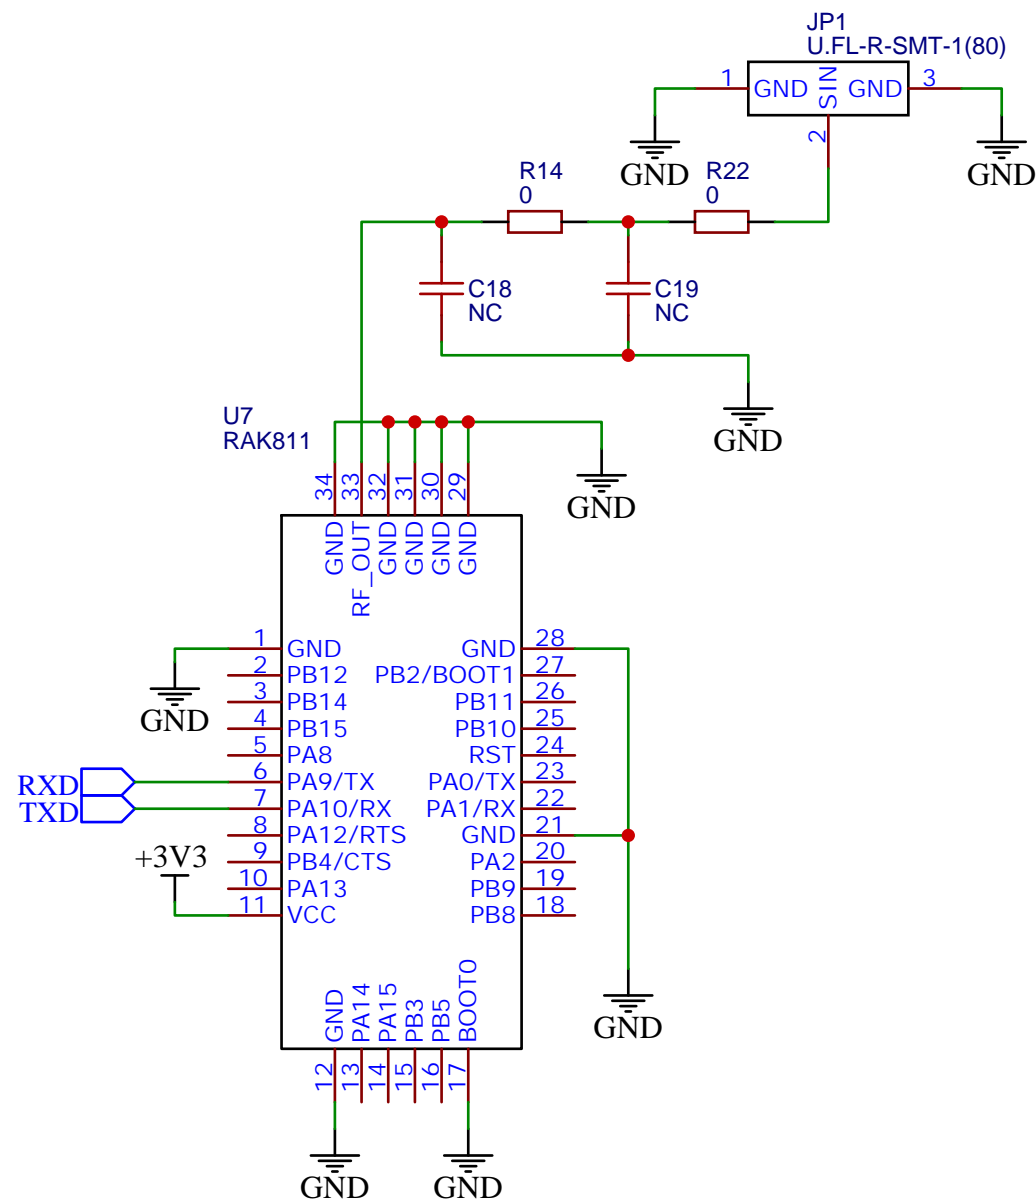 JP1
U.FL-R-SMT-1(80)
1
GND
SIN
GND
3
2
GND
GND
R14
0
R22
0
C18
NC
C19
NC
GND
U7
RAK811
GND
34
33
32
31
30
29
GND
RF_OUT
GND
GND
GND
GND
1
GND
GND
28
2
PB12
PB2/BOOT1
27
3
PB14
PB11
26
GND
4
PB15
PB10
25
5
PA8
RST
24
RXD
6
PA9/TX
PA0/TX
23
TXD
7
PA10/RX
PA1/RX
22
8
PA12/RTS
GND
21
+3V3
9
PB4/CTS
PA2
20
10
PA13
PB9
19
11
VCC
PB8
18
GND
PA14
PA15
PB3
PB5
BOOT0
GND
12
13
14
15
16
17
GND
GND